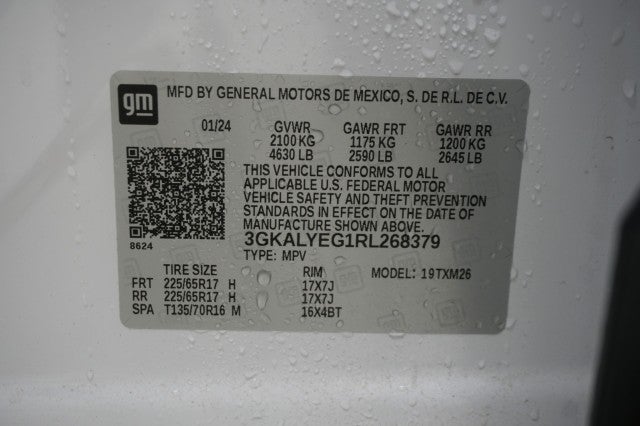 gm MFD BY GENERAL MOTORS DE MEXICO, S. DE R.L. DE C.V.
01/24 GVWR GAWR FRT GAWR RR
2100 KG 1175 KG 1200 KG
4630 LB 2590 LB 2645 LB
THIS VEHICLE CONFORMS TO ALL
APPLICABLE U.S. FEDERAL MOTOR
VEHICLE SAFETY AND THEFT PREVENTION
STANDARDS IN EFFECT ON THE DATE OF
MANUFACTURE SHOWN ABOVE.
8624 3GKALYEG1RL268379
TYPE: MPV
TIRE SIZE RIM MODEL: 19TXM26
FRT 225/65R17 H 17X7J
RR 225/65R17 H 17X7J
SPA T135/70R16 M 16X4BT